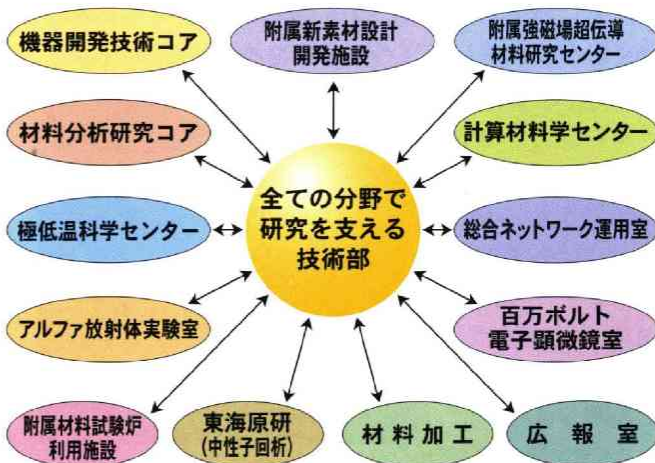 機器開発技術コア
附属新素材設計
開発施設
附属強磁場超伝導
材料研究センター
材料分析研究コア
計算材料学センター
全ての分野で
研究を支える
技術部
極低温科学センター
総合ネットワーク運用室
アルファ放射体実験室
百万ボルト
電子顕微鏡室
附属材料試験炉
利用施設
東海原研
(中性子回析)
材料加工
広報室